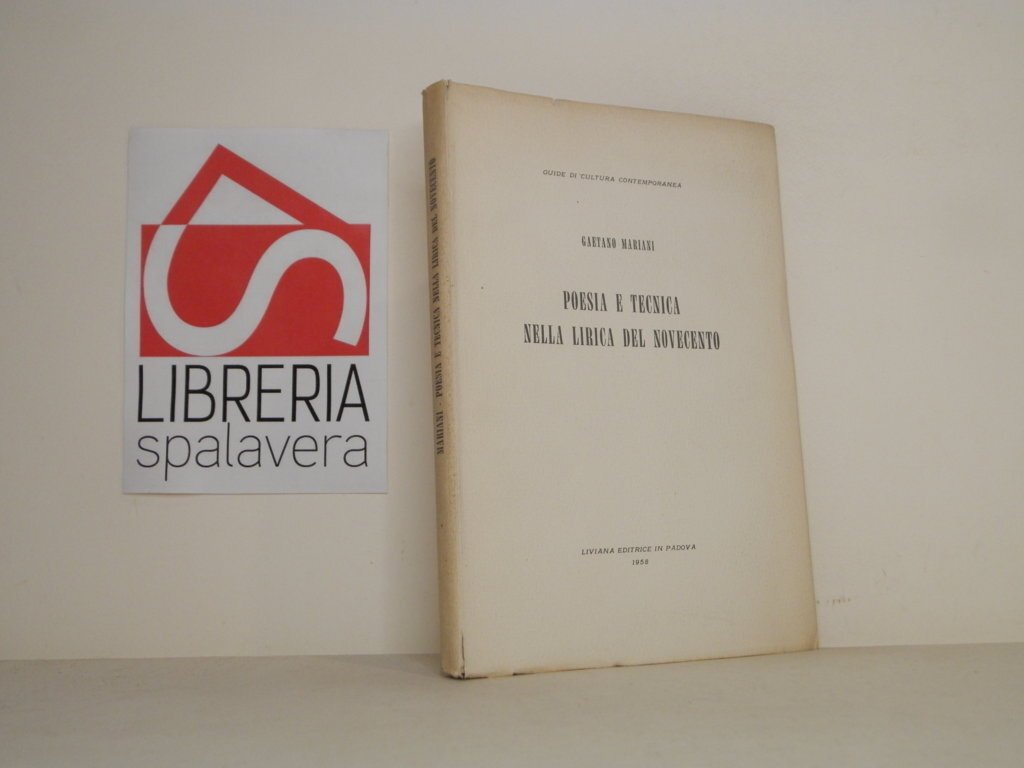 LIBRERIA
spalavera
MARIANI - POESIA E TECNICA NELLA LIRICA DEL NOVECENTO
GUIDE DI CULTURA CONTEMPORANEA
GAETANO MARIANI
POESIA E TECNICA
NELLA LIRICA DEL NOVECENTO
LIVIANA EDITRICE IN PADOVA
1958